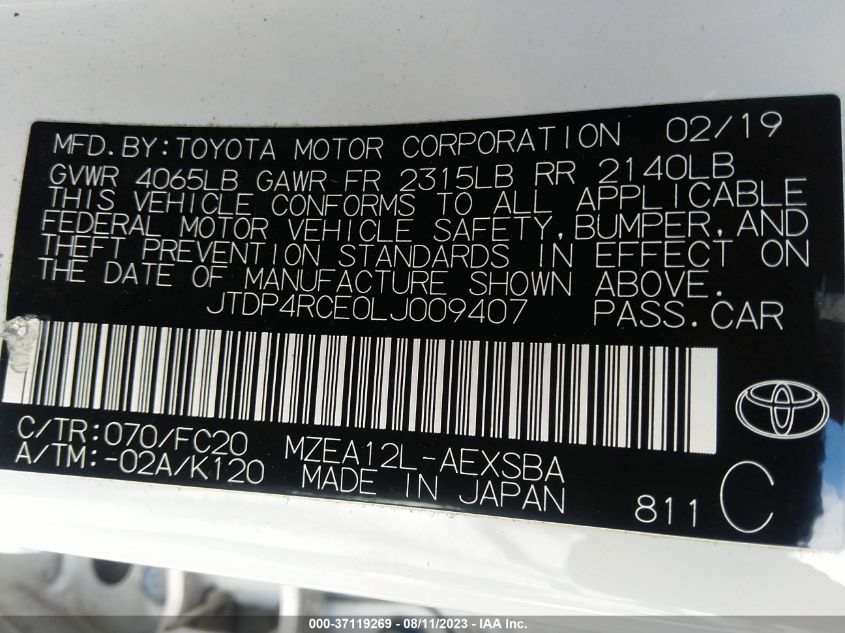 MFD.BY:TOYOTA MOTOR CORPORATION 02/19
GVWR 4065LB GAWR FR 2315LB RR 2140LB
THIS VEHICLE CONFORMS TO ALL APPLICABLE
FEDERAL MOTOR VEHICLE SAFETY,BUMPER,AND
THEFT PREVENTION STANDARDS IN EFFECT ON
THE DATE OF MANUFACTURE SHOWN ABOVE.
JTDP4RCE0LJ009407 PASS.CAR
C/TR:070/FC20 MZEA12L-AEXSBA
A/TM:-02A/K120 MADE IN JAPAN
811 C
000-37119269 - 08/11/2023 - IAA Inc.